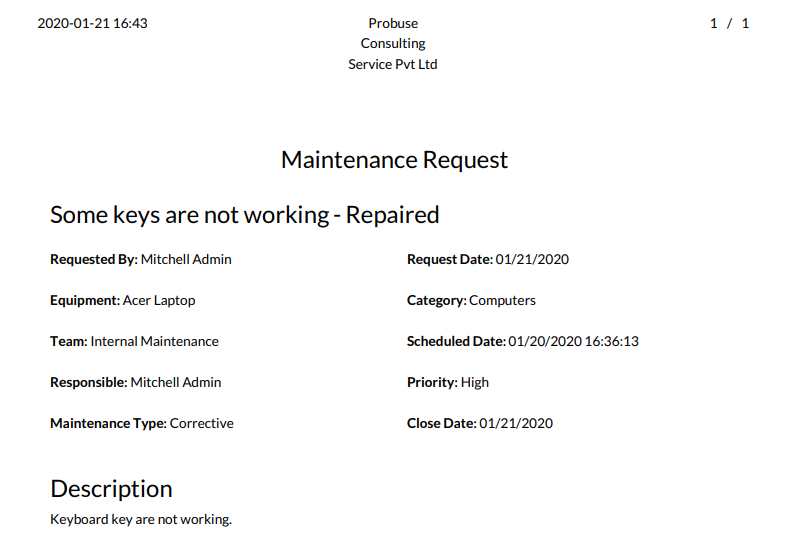 2020-01-21 16:43
Probuse
Consulting
Service Pvt Ltd
1 / 1
Maintenance Request
Some keys are not working - Repaired
Requested By: Mitchell Admin
Request Date: 01/21/2020
Equipment: Acer Laptop
Category: Computers
Team: Internal Maintenance
Scheduled Date: 01/20/2020 16:36:13
Responsible: Mitchell Admin
Priority: High
Maintenance Type: Corrective
Close Date: 01/21/2020
Description
Keyboard key are not working.